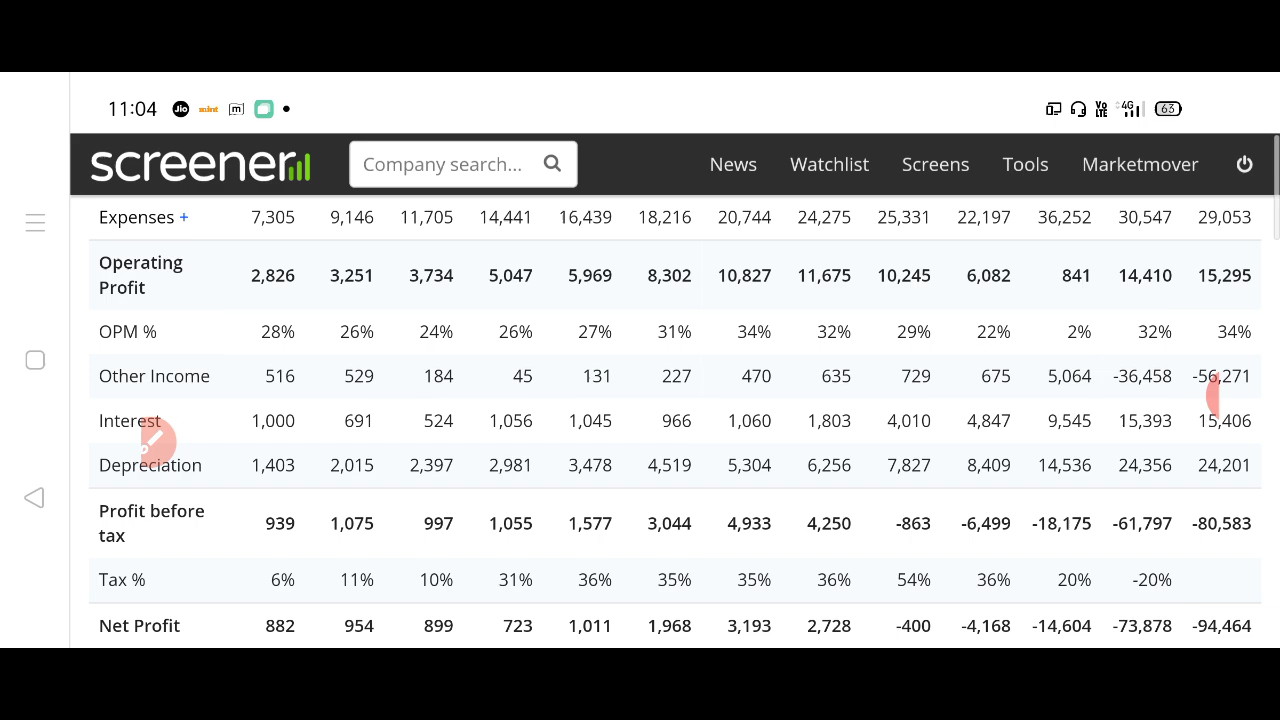 11:04 Jio m 4G 63
screener Company search... News Watchlist Screens Tools Marketmover
Expenses + 7,305 9,146 11,705 14,441 16,439 18,216 20,744 24,275 25,331 22,197 36,252 30,547 29,053
Operating
Profit 2,826 3,251 3,734 5,047 5,969 8,302 10,827 11,675 10,245 6,082 841 14,410 15,295
OPM % 28% 26% 24% 26% 27% 31% 34% 32% 29% 22% 2% 32% 34%
Other Income 516 529 184 45 131 227 470 635 729 675 5,064 -36,458 -56,271
Interest 1,000 691 524 1,056 1,045 966 1,060 1,803 4,010 4,847 9,545 15,393 15,406
Depreciation 1,403 2,015 2,397 2,981 3,478 4,519 5,304 6,256 7,827 8,409 14,536 24,356 24,201
Profit before
tax 939 1,075 997 1,055 1,577 3,044 4,933 4,250 -863 -6,499 -18,175 -61,797 -80,583
Tax % 6% 11% 10% 31% 36% 35% 35% 36% 54% 36% 20% -20%
Net Profit 882 954 899 723 1,011 1,968 3,193 2,728 -400 -4,168 -14,604 -73,878 -94,464